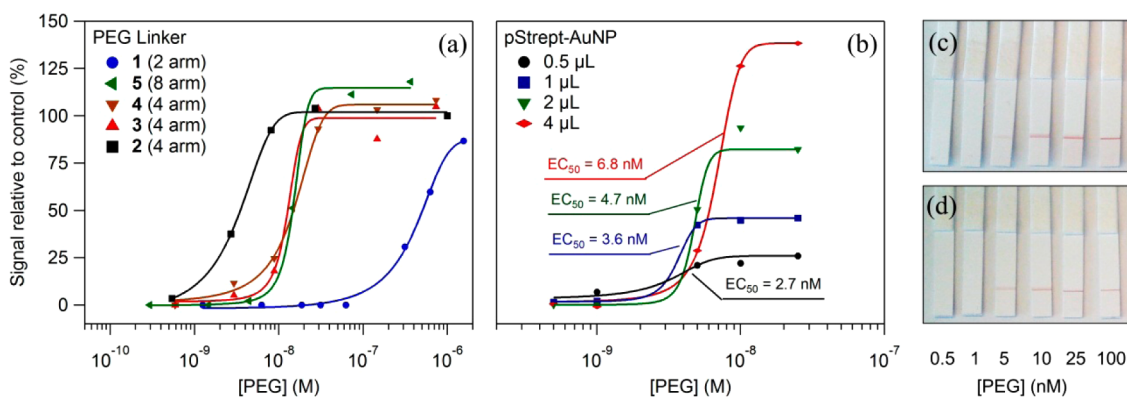 Signal relative to control (%)
150
125
100
75
50
25
0
PEG Linker
1 (2 arm)
5 (8 arm)
4 (4 arm)
3 (4 arm)
2 (4 arm)
(a)
10⁻¹⁰
10⁻⁹
10⁻⁸
10⁻⁷
10⁻⁶
[PEG] (M)
pStrept-AuNP
0.5 µL
1 µL
2 µL
4 µL
(b)
EC₅₀ = 6.8 nM
EC₅₀ = 4.7 nM
EC₅₀ = 3.6 nM
EC₅₀ = 2.7 nM
10⁻⁹
10⁻⁸
10⁻⁷
[PEG] (M)
(c)
(d)
0.5 1 5 10 25 100
[PEG] (nM)